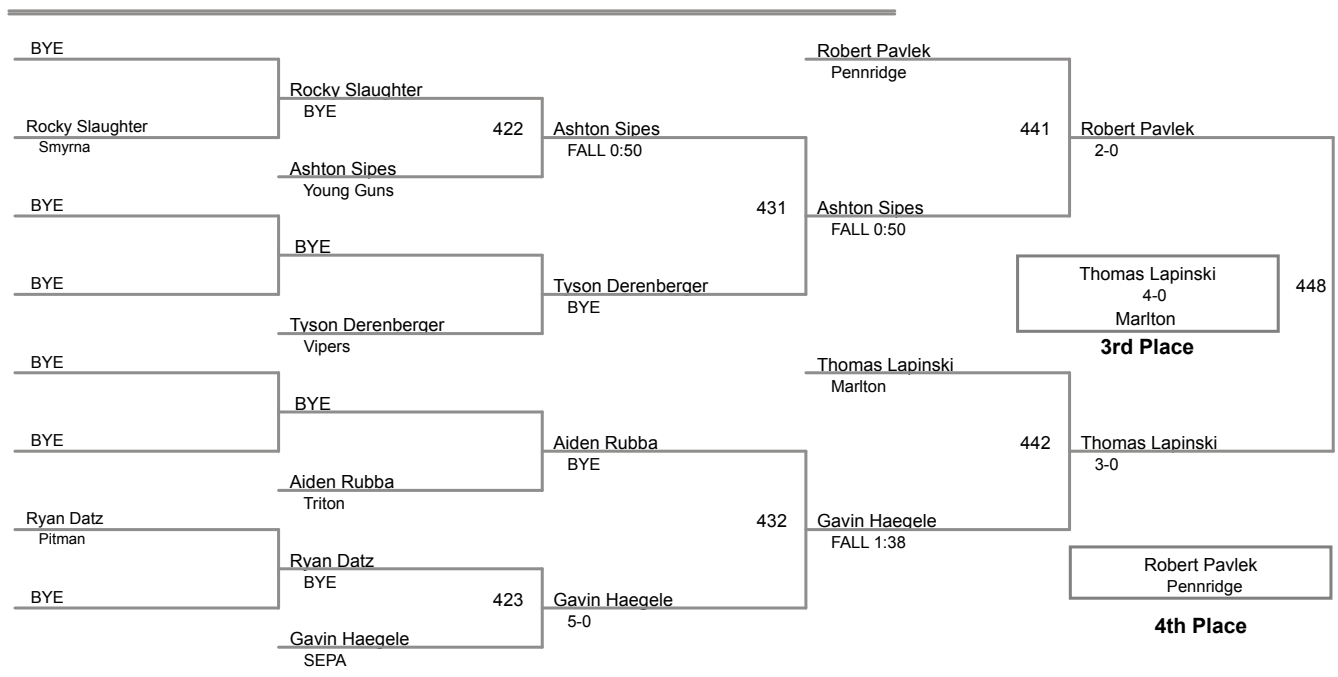 BYE
Robert Pavlek
Pennridge
Rocky Slaughter
BYE
Rocky Slaughter
Smyrna
422
Ashton Sipes
FALL 0:50
441
Robert Pavlek
2-0
Ashton Sipes
Young Guns
BYE
431
Ashton Sipes
FALL 0:50
BYE
BYE
Tyson Derenberger
BYE
Thomas Lapinski
4-0
Marlton
3rd Place
448
Tyson Derenberger
Vipers
BYE
Thomas Lapinski
Marlton
BYE
BYE
Aiden Rubba
BYE
442
Thomas Lapinski
3-0
Aiden Rubba
Triton
Ryan Datz
Pitman
432
Gavin Haegele
FALL 1:38
Ryan Datz
BYE
Robert Pavlek
Pennridge
4th Place
BYE
423
Gavin Haegele
5-0
Gavin Haegele
SEPA